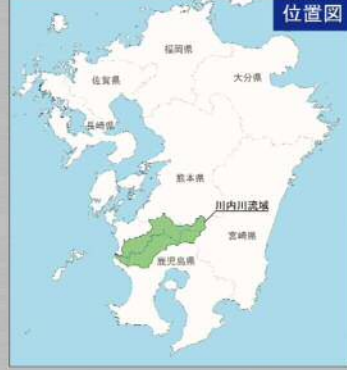 位置図
福岡県
佐賀県
大分県
長崎県
熊本県
川内川流域
宮崎県
鹿児島県